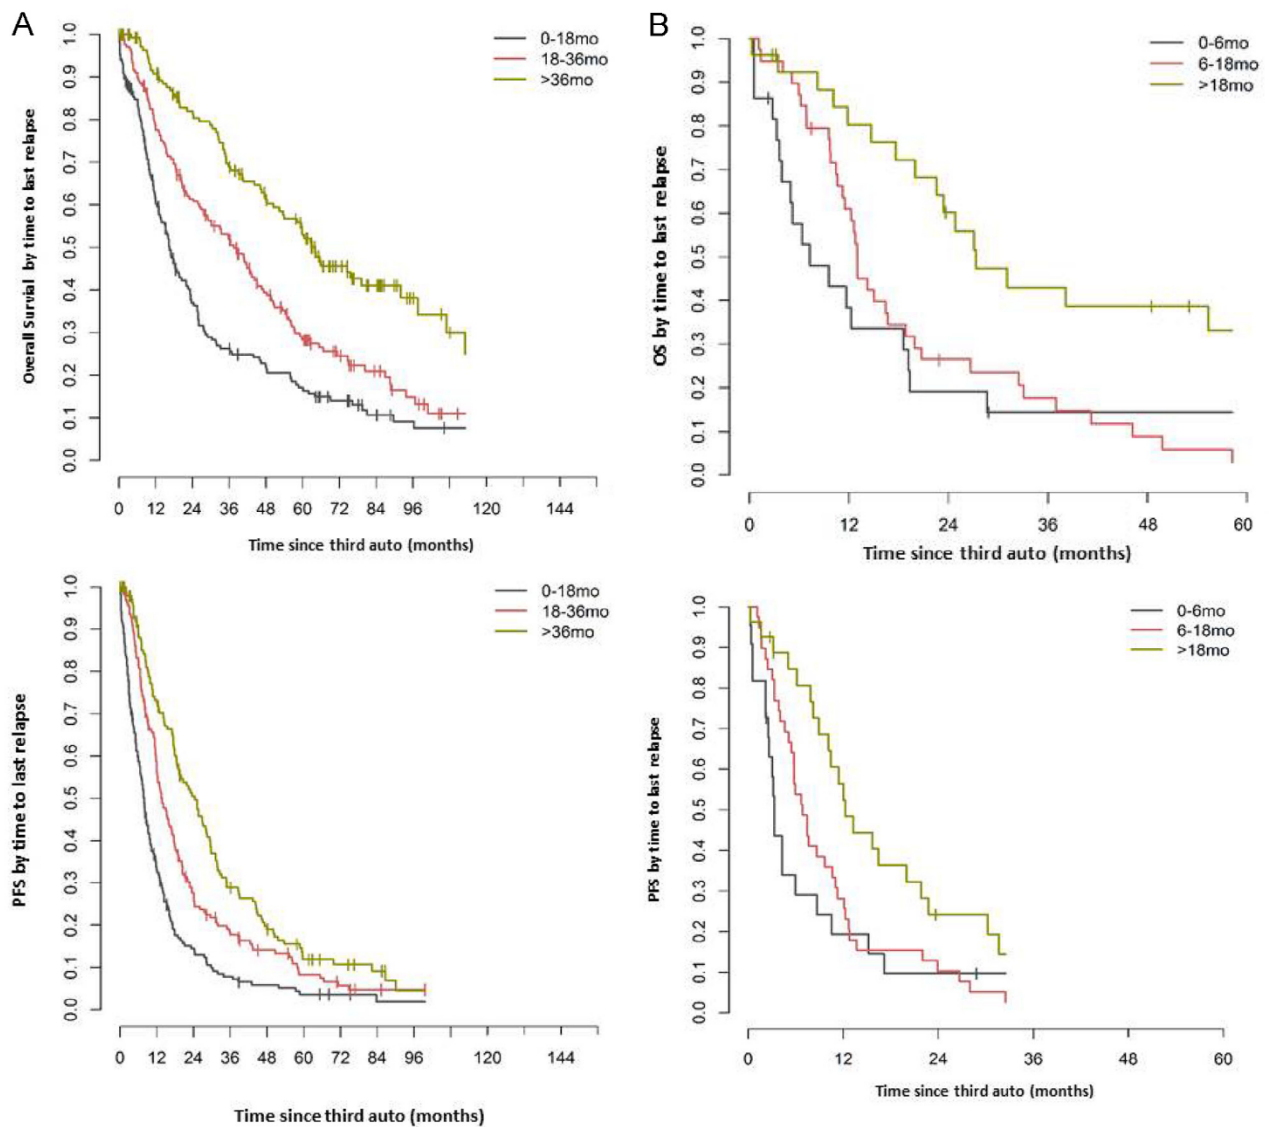 A
Overall Survial by time to last relapse
1.0
0.9
0.8
0.7
0.6
0.5
0.4
0.3
0.2
0.1
0.0
0-18mo
18-36mo
>36mo
0 12 24 36 48 60 72 84 96 120 144
Time since third auto (months)
B
OS by time to last relapse
1.0
0.9
0.8
0.7
0.6
0.5
0.4
0.3
0.2
0.1
0.0
0-6mo
6-18mo
>18mo
0 12 24 36 48 60
Time since third auto (months)
PFS by time to last relapse
1.0
0.9
0.8
0.7
0.6
0.5
0.4
0.3
0.2
0.1
0.0
0-18mo
18-36mo
>36mo
0 12 24 36 48 60 72 84 96 120 144
Time since third auto (months)
PFS by time to last relapse
1.0
0.9
0.8
0.7
0.6
0.5
0.4
0.3
0.2
0.1
0.0
0-6mo
6-18mo
>18mo
0 12 24 36 48 60
Time since third auto (months)